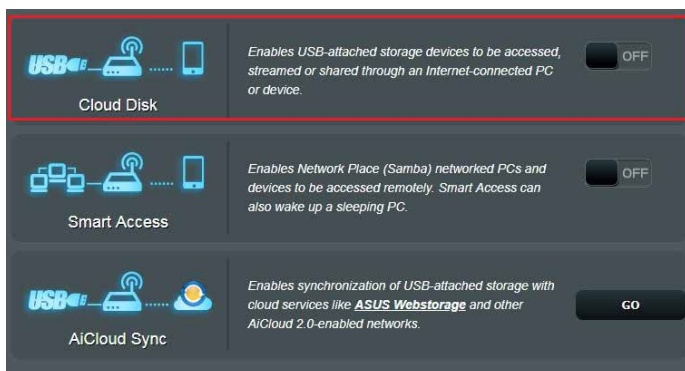 USB
Cloud Disk
Enables USB-attached storage devices to be accessed,
streamed or shared through an Internet-connected PC
or device.
OFF
Smart Access
Enables Network Place (Samba) networked PCs and
devices to be accessed remotely. Smart Access can
also wake up a sleeping PC.
OFF
USB
AiCloud Sync
Enables synchronization of USB-attached storage with
cloud services like ASUS Webstorage and other
AiCloud 2.0-enabled networks.
GO